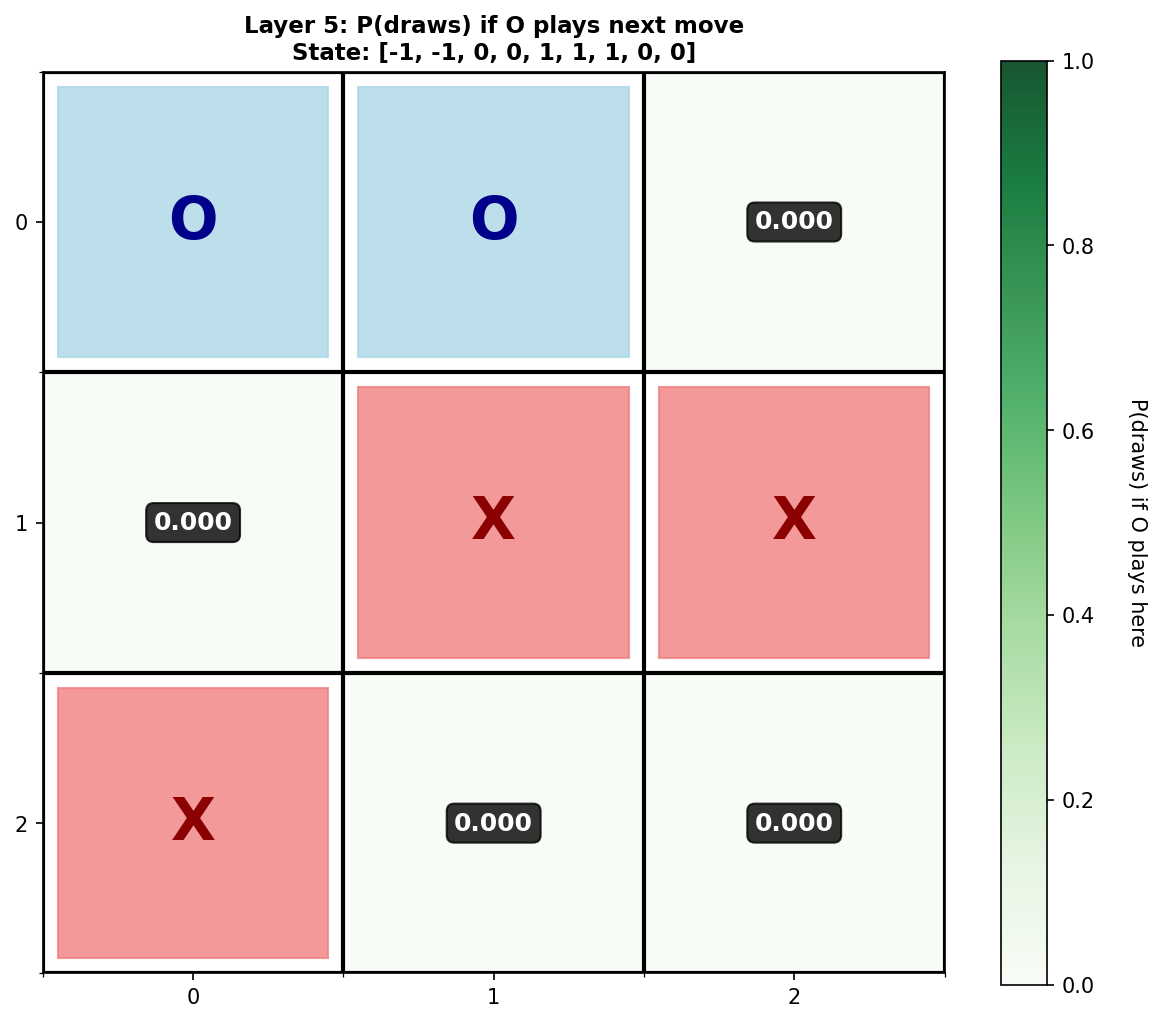 Layer 5: P(draws) if O plays next move
State: [-1, -1, 0, 0, 1, 1, 1, 0, 0]
0
O
O
0.000
1
0.000
X
X
2
X
0.000
0.000
0
1
2
1.0
0.8
0.6
0.4
0.2
0.0
P(draws) if O plays here